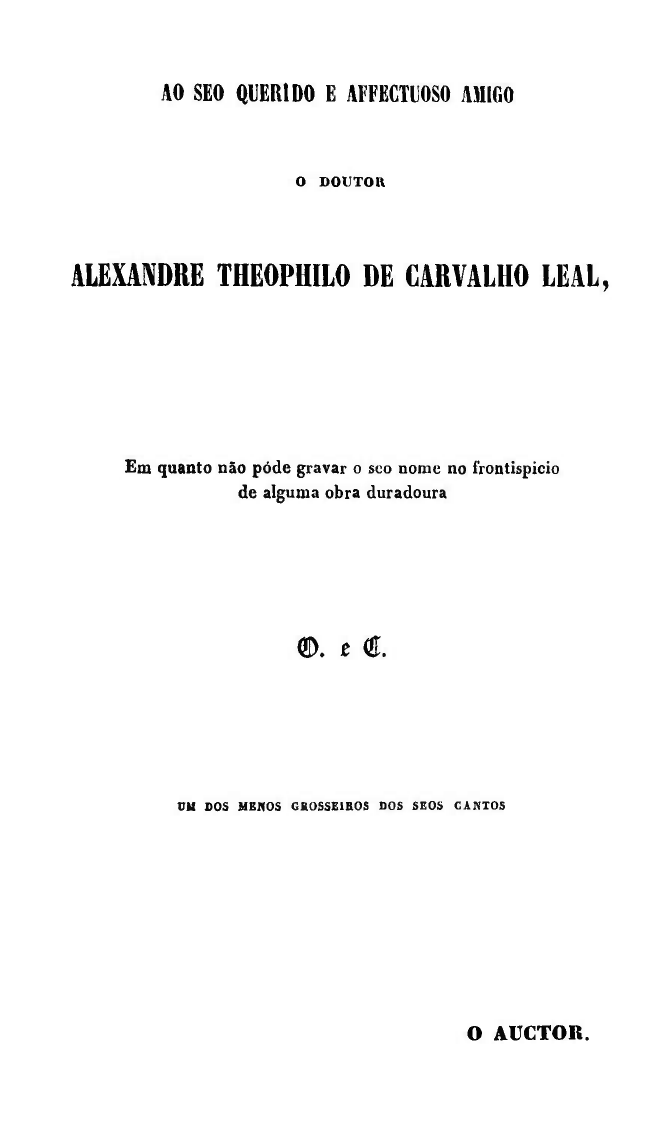 AO SEO QUERIDO E AFFECTUOSO AMIGO
O DOUTOR
ALEXANDRE THEOPHILO DE CARVALHO LEAL,
Em quanto não póde gravar o seo nome no frontispicio
de alguma obra duradoura
O. e C.
UM DOS MENOS GROSSEIROS DOS SEOS CANTOS
O AUCTOR.